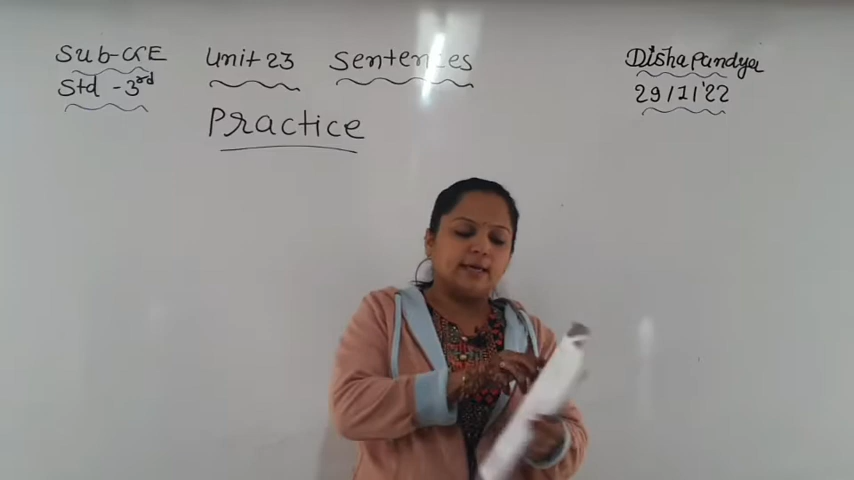 Sub-CRE Unit 23 Sentences Disha Pandya
Std - 3rd 29/11'22
Practice